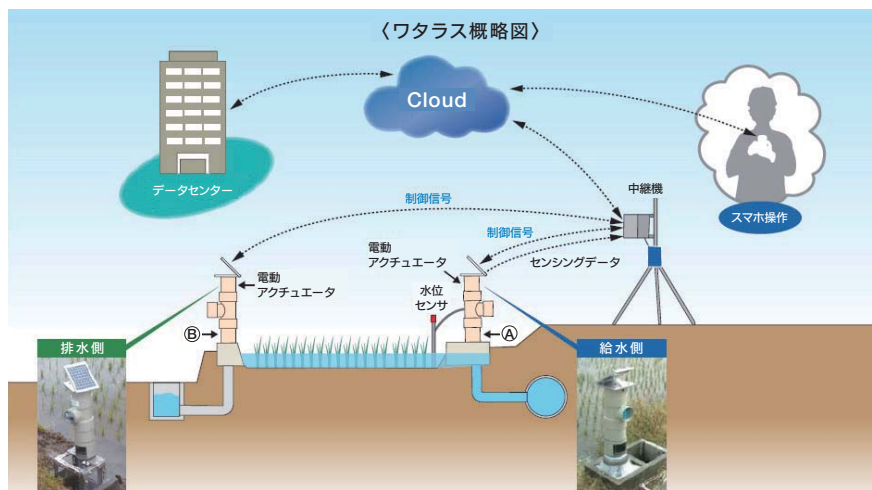 〈ワタラス概略図〉
Cloud
データセンター
中継機
スマホ操作
制御信号
制御信号
センシングデータ
電動
アクチュエータ
電動
アクチュエータ
水位
センサ
Ⓑ
Ⓐ
排水側
給水側